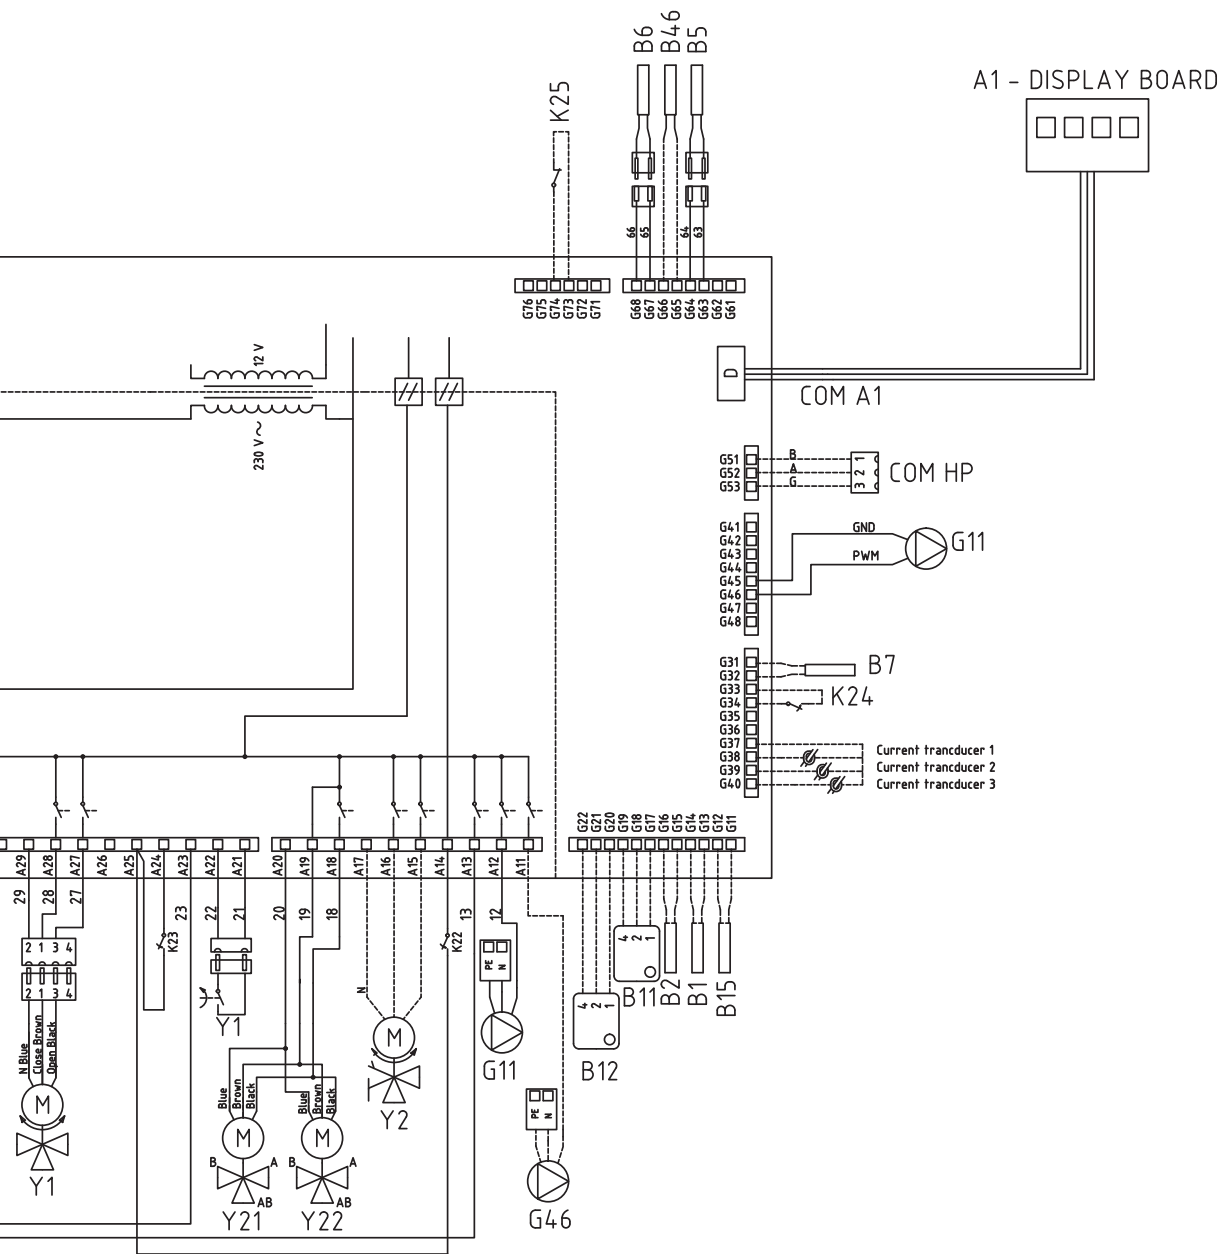 B6
B46
B5
K25
A1 - DISPLAY BOARD
66
65
64
63
G76
G75
G74
G73
G72
G71
G68
G67
G66
G65
G64
G63
G62
G61
12 V
230 V ~
D
COM A1
G51
G52
G53
B
A
G
1
2
3
COM HP
G41
G42
G43
G44
G45
G46
G47
G48
GND
PWM
G11
G31
G32
G33
G34
G35
G36
G37
G38
G39
G40
B7
K24
Current trancducer 1
Current trancducer 2
Current trancducer 3
G22
G21
G20
G19
G18
G17
G16
G15
G14
G13
G12
G11
A29
A28
A27
A26
A25
A24
A23
A22
A21
A20
A19
A18
A17
A16
A15
A14
A13
A12
A11
29
28
27
23
22
21
20
19
18
13
12
K23
K22
2 1 3 4
2 1 3 4
N Blue
Close Brown
Open Black
M
Y1
Y1
N
M
Y2
PE
N
G11
4 2 1
B12
4 2 1
B11
B2
B1
B15
Blue
Brown
Black
Blue
Brown
Black
M
M
B
A
AB
B
A
AB
Y21
Y22
PE
N
G46